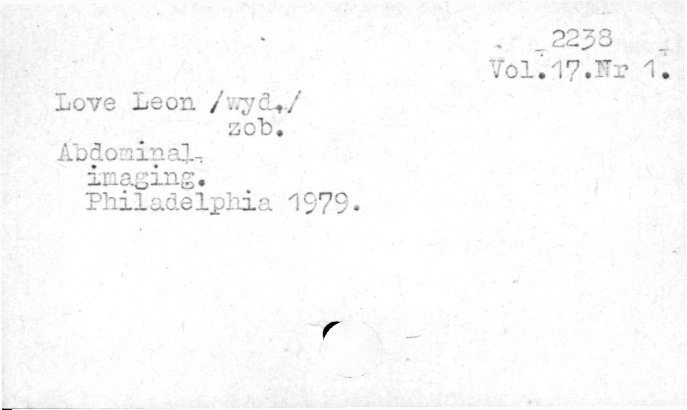 2238
Vol.17.Nr 1.
Love Leon /wyd./
zob.
Abdominal
imaging.
Philadelphia 1979.